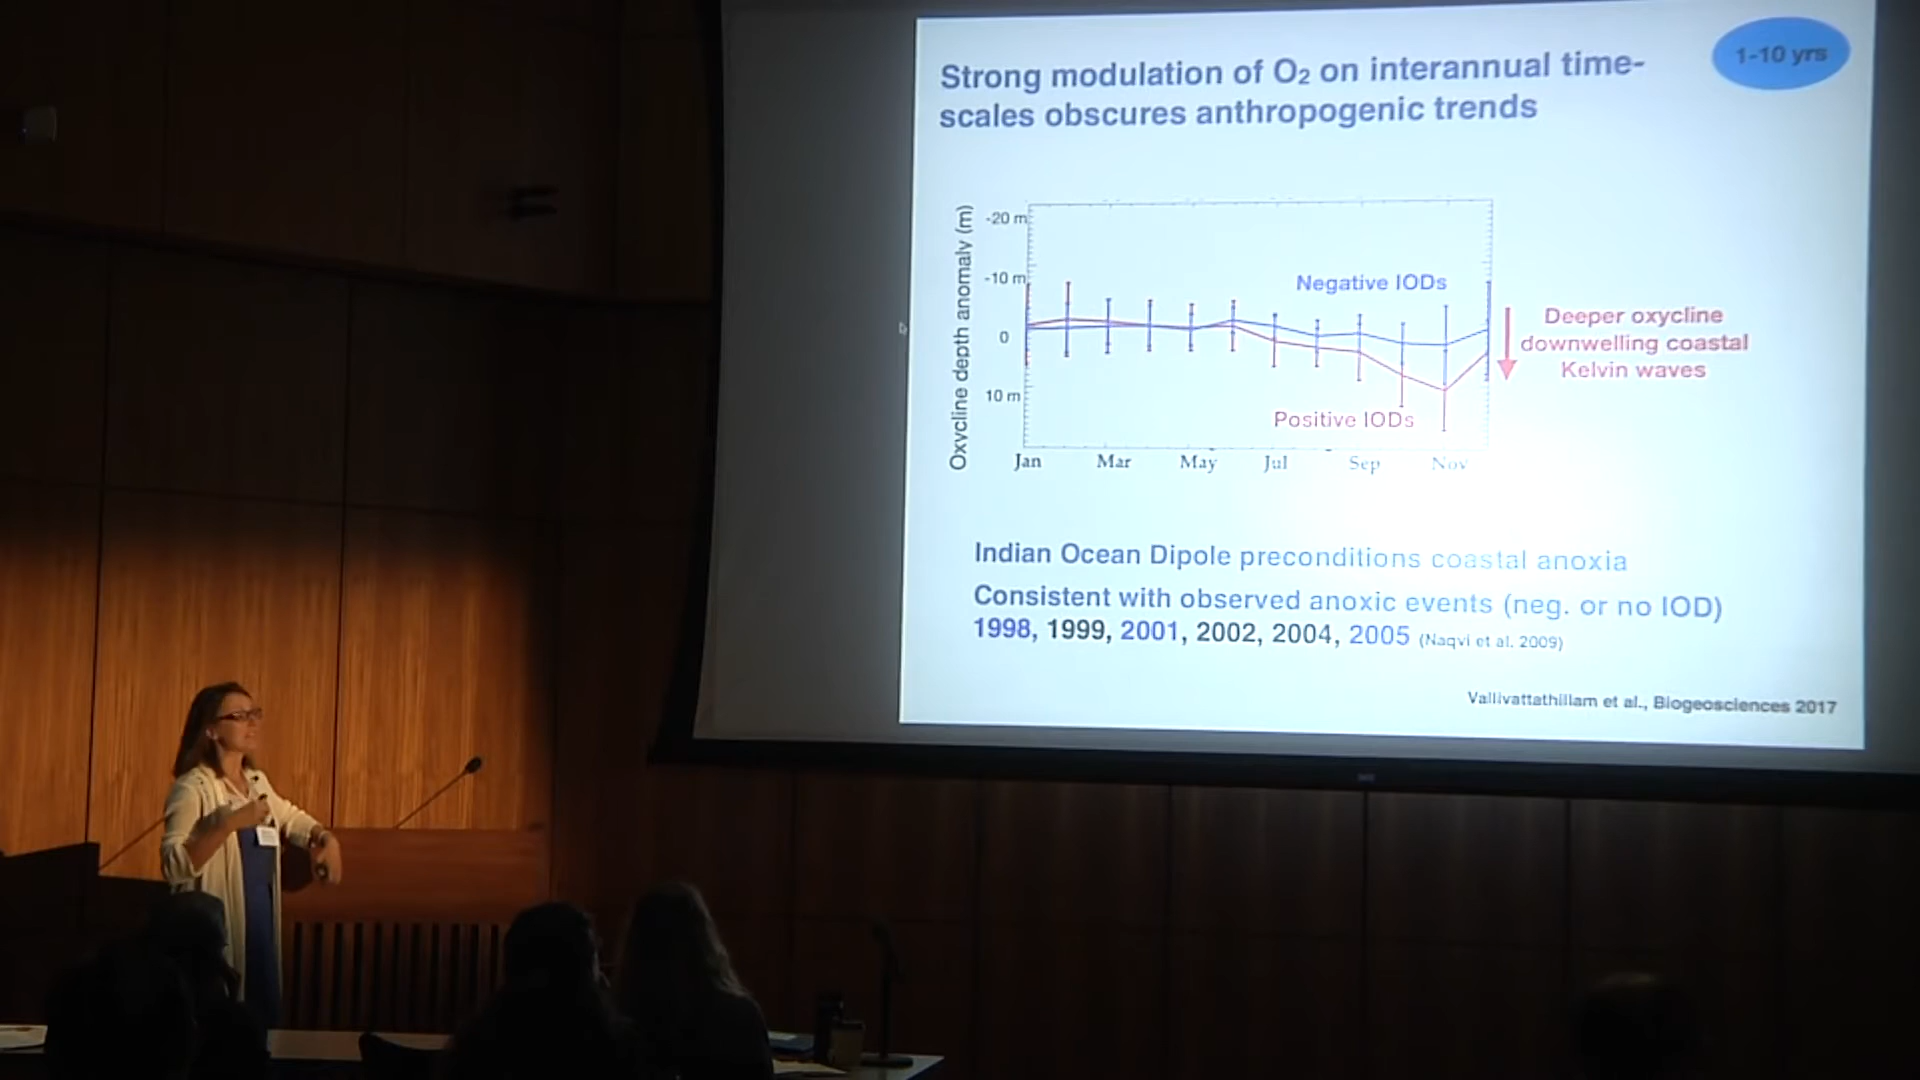 Strong modulation of O₂ on interannual time-
scales obscures anthropogenic trends
1-10 yrs
Oxycline depth anomaly (m)
-20 m
-10 m
0
10 m
Negative IODs
Positive IODs
Jan Mar May Jul Sep Nov
Deeper oxycline
downwelling coastal
Kelvin waves
Indian Ocean Dipole preconditions coastal anoxia
Consistent with observed anoxic events (neg. or no IOD)
1998, 1999, 2001, 2002, 2004, 2005 (Naqvi et al. 2009)
Vallivattathillam et al., Biogeosciences 2017